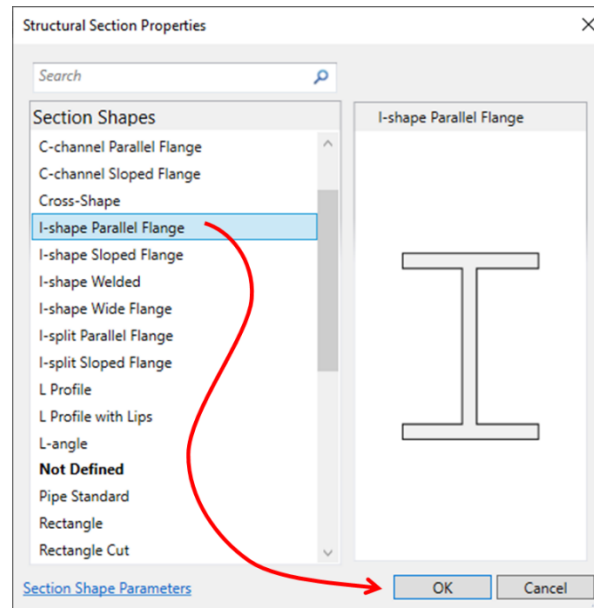 Structural Section Properties
Search
Section Shapes
C-channel Parallel Flange
C-channel Sloped Flange
Cross-Shape
I-shape Parallel Flange
I-shape Sloped Flange
I-shape Welded
I-shape Wide Flange
I-split Parallel Flange
I-split Sloped Flange
L Profile
L Profile with Lips
L-angle
Not Defined
Pipe Standard
Rectangle
Rectangle Cut
I-shape Parallel Flange
Section Shape Parameters
OK
Cancel